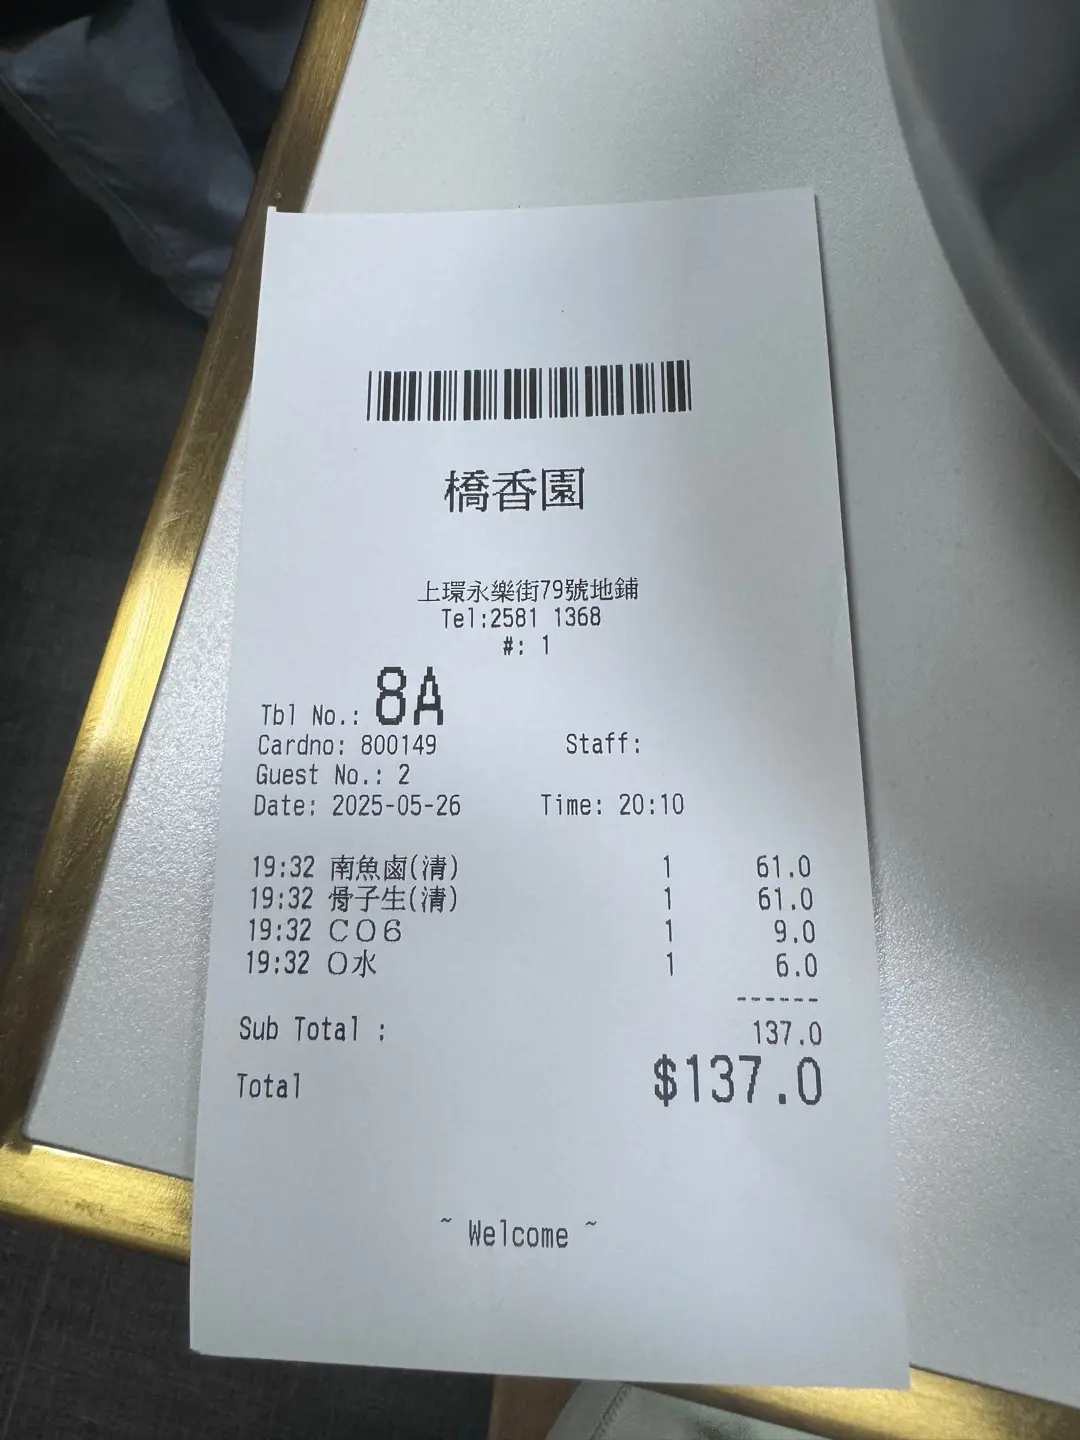 橋香園
上環永樂街79號地鋪
Tel:2581 1368
#: 1
Tbl No.: 8A
Cardno: 800149 Staff:
Guest No.: 2
Date: 2025-05-26 Time: 20:10
19:32 南魚鹵(清) 1 61.0
19:32 骨子生(清) 1 61.0
19:32 CO6 1 9.0
19:32 O水 1 6.0
------
Sub Total : 137.0
Total $137.0
~ Welcome ~